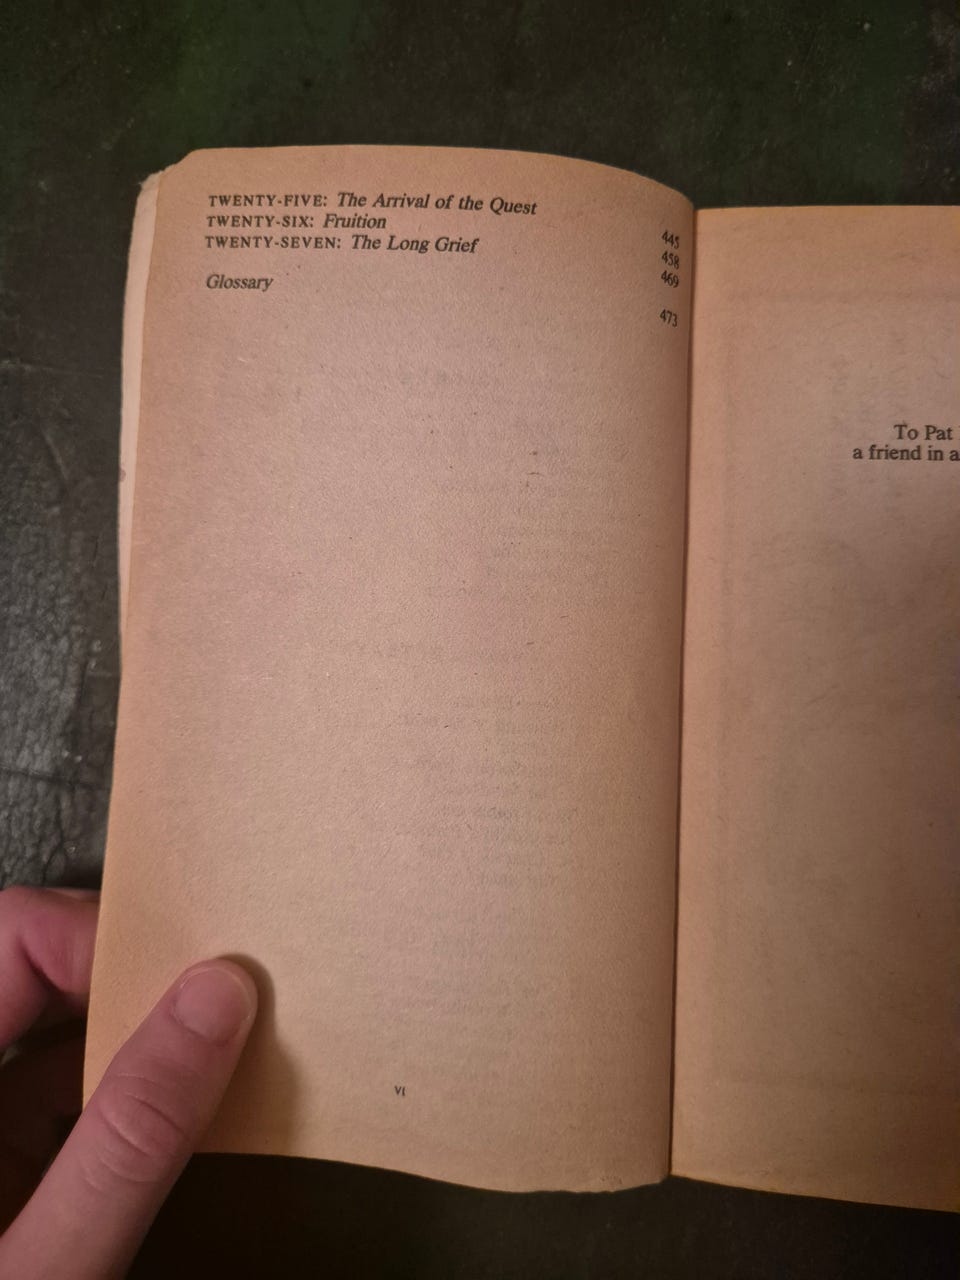 TWENTY-FIVE: The Arrival of the Quest 445
TWENTY-SIX: Fruition 458
TWENTY-SEVEN: The Long Grief 469
Glossary 473
VI
To Pat
a friend in a